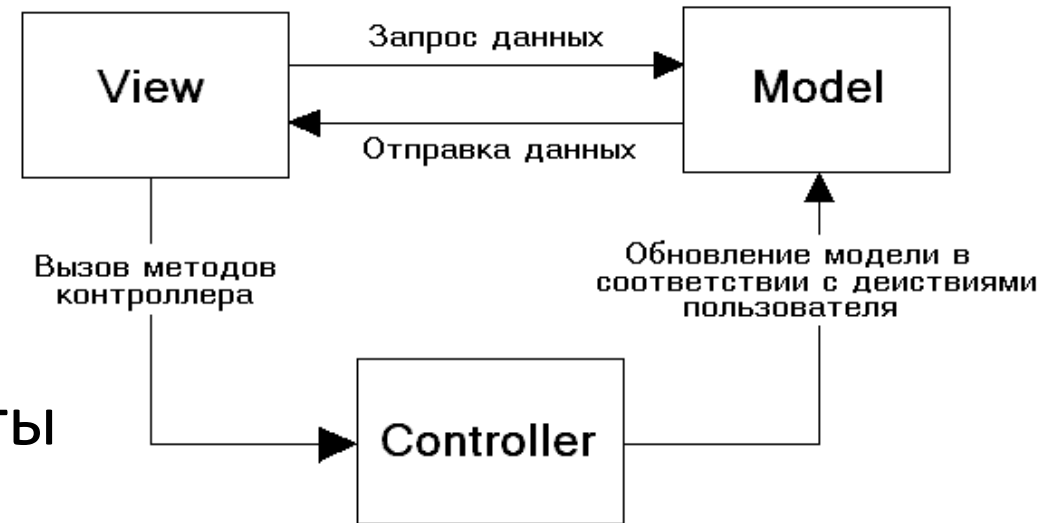 Запрос данных
View
Model
Отправка данных
Вызов методов
контроллера
Обновление модели в
соответствии с деиствиями
пользователя
ты
Controller